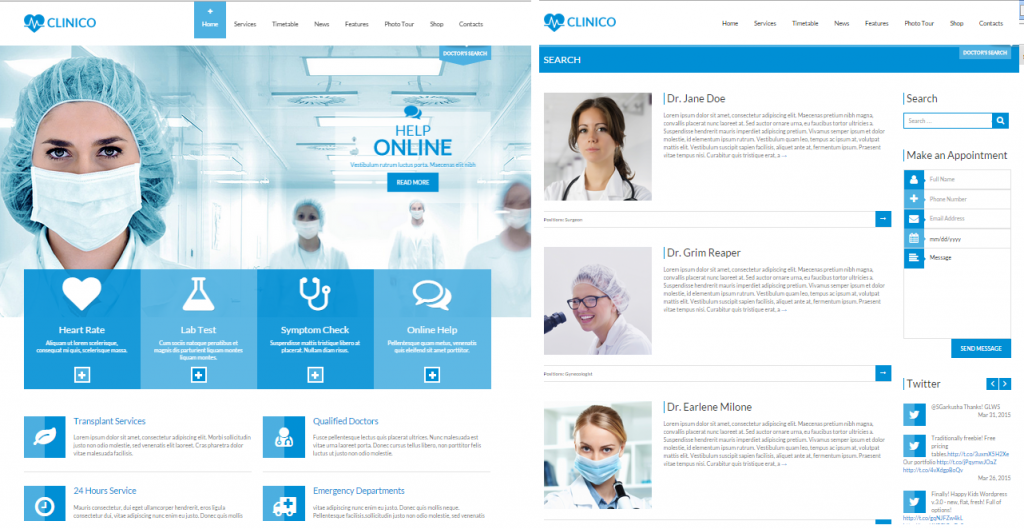 CLINICO
Home
Services
Timetable
News
Features
Photo Tour
Shop
Contacts
DOCTOR'S SEARCH
HELP
ONLINE
Vestibulum rutrum luctus porta. Maecenas elit nibh
READ MORE
Heart Rate
Aliquam ut lorem scelerisque,
consequat mi quis, scelerisque massa.
Lab Test
Cum sociis natoque penatibus et
magnis dis parturient liquam montes
liquam montes.
Symptom Check
Suspendisse mattis tristique libero at
placerat. Nullam diam risus.
Online Help
Pellentesque quam metus, venenatis
quis eleifend sit amet porttitor.
Transplant Services
Lorem ipsum dolor sit amet, consectetur adipiscing elit. Morbi sollicitudin
justo non odio molestie, sed venenatis elit laoreet. Cras pharetra dolor
vitae malesuada facilisis.
Qualified Doctors
Fusce pellentesque lectus quis placerat ultrices. Nunc malesuada est
vitae urna laoreet porta. Donec cursus tellus libero, non porttitor felis
luctus ut justo non odio molestie.
24 Hours Service
Mauris consectetur, dui eget ullamcorper hendrerit, eros ligula
consectetur dui, vitae adipiscing nunc enim eu justo. Donec quis mollis
Emergency Departments
vitae adipiscing nunc enim eu justo. Donec quis mollis neque.
Pellentesque facilisis justo non odio molestie, sed venenatis elit laoreet.
CLINICO
Home
Services
Timetable
News
Features
Photo Tour
Shop
Contacts
DOCTOR'S SEARCH
SEARCH
Dr. Jane Doe
Lorem ipsum dolor sit amet, consectetur adipiscing elit. Maecenas pretium nibh magna,
convallis placerat nunc laoreet at. Sed auctor ornare urna, eu faucibus tortor ultricies a.
Suspendisse hendrerit mauris imperdiet adipiscing pretium. Vivamus semper ipsum et dolor
molestie, id elementum ipsum rutrum. Vestibulum quam leo, tempus ac ipsum at, volutpat
mattis elit. Vestibulum suscipit sapien facilisis, aliquet ante at, fermentum ipsum. Praesent
vitae tempus nisi. Curabitur quis tristique erat, a →
Position: Surgeon
Dr. Grim Reaper
Lorem ipsum dolor sit amet, consectetur adipiscing elit. Maecenas pretium nibh magna,
convallis placerat nunc laoreet at. Sed auctor ornare urna, eu faucibus tortor ultricies a.
Suspendisse hendrerit mauris imperdiet adipiscing pretium. Vivamus semper ipsum et dolor
molestie, id elementum ipsum rutrum. Vestibulum quam leo, tempus ac ipsum at, volutpat
mattis elit. Vestibulum suscipit sapien facilisis, aliquet ante at, fermentum ipsum. Praesent
vitae tempus nisi. Curabitur quis tristique erat, a →
Position: Gynecologist
Dr. Earlene Milone
Lorem ipsum dolor sit amet, consectetur adipiscing elit. Maecenas pretium nibh magna,
convallis placerat nunc laoreet at. Sed auctor ornare urna, eu faucibus tortor ultricies a.
Suspendisse hendrerit mauris imperdiet adipiscing pretium. Vivamus semper ipsum et dolor
molestie, id elementum ipsum rutrum. Vestibulum quam leo, tempus ac ipsum at, volutpat
mattis elit. Vestibulum suscipit sapien facilisis, aliquet ante at, fermentum ipsum. Praesent
vitae tempus nisi. Curabitur quis tristique erat, a →
Search
Search ...
Make an Appointment
Full Name
Phone Number
Email Address
mm/dd/yyyy
Message
SEND MESSAGE
Twitter
@SGarkusha Thanks! GLWS
Mar 31, 2015
Traditionally freebie! Free
pricing
Our portfolio
Mar 26, 2015
Finally! Happy Kids Wordpress
v.3.0 - new, flat, fresh! Full of
options!